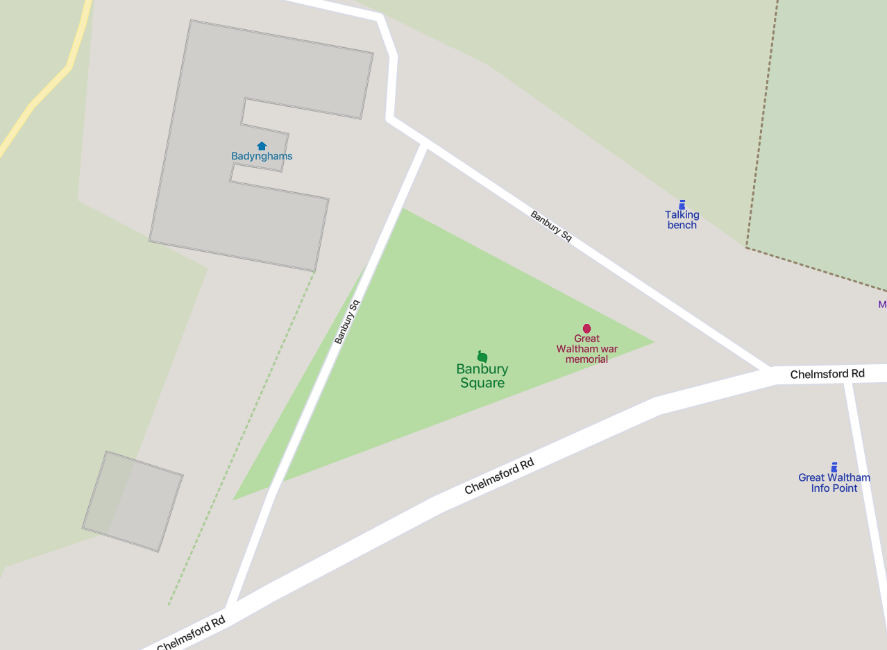 Badynghams
Banbury Sq
Talking
bench
M
Banbury Sq
Great
Waltham war
memorial
Banbury
Square
Chelmsford Rd
Chelmsford Rd
Great Waltham
Info Point
Chelmsford Rd